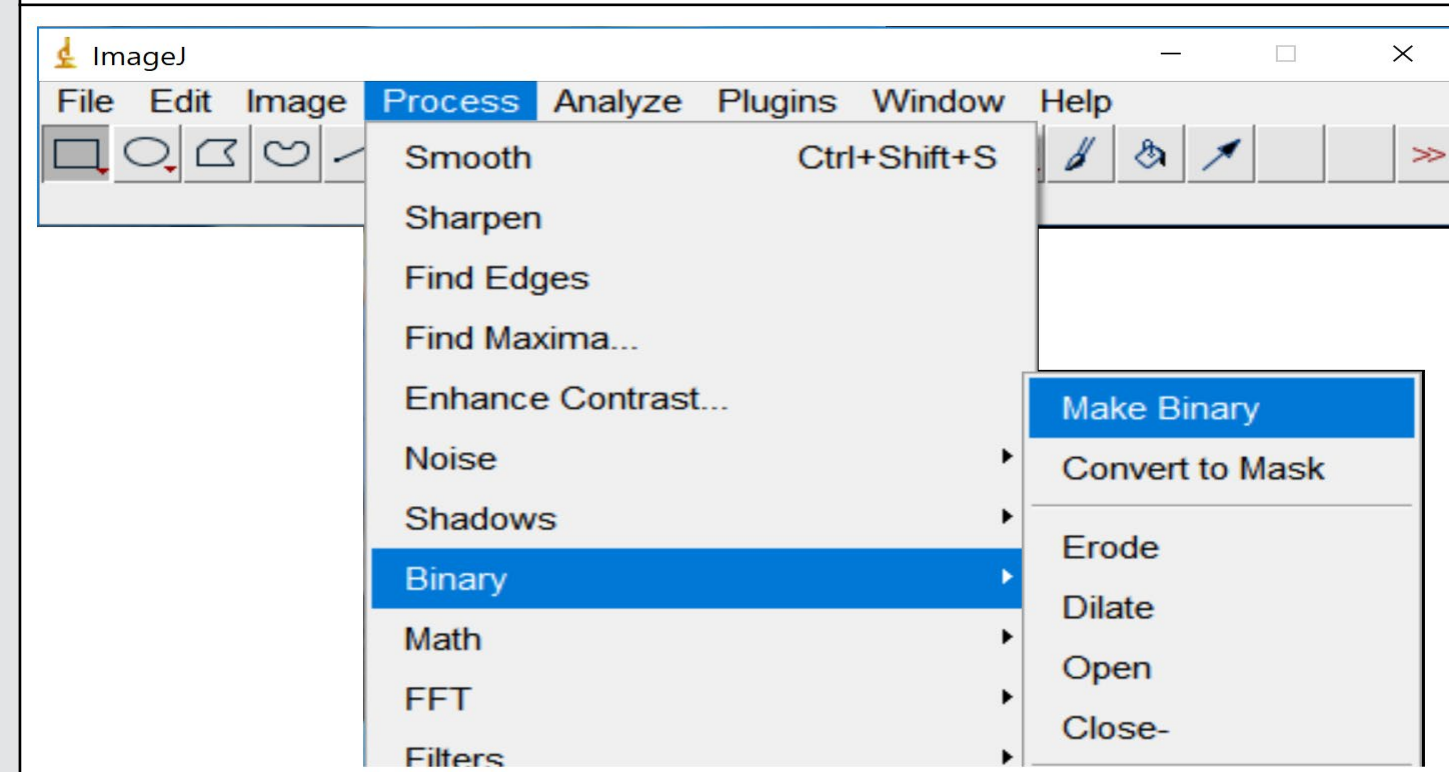 ImageJ
File Edit Image Process Analyze Plugins Window Help
Smooth Ctrl+Shift+S
>>
Sharpen
Find Edges
Find Maxima...
Enhance Contrast...
Noise
Shadows
Binary
Math
FFT
Filters
Make Binary
Convert to Mask
Erode
Dilate
Open
Close-